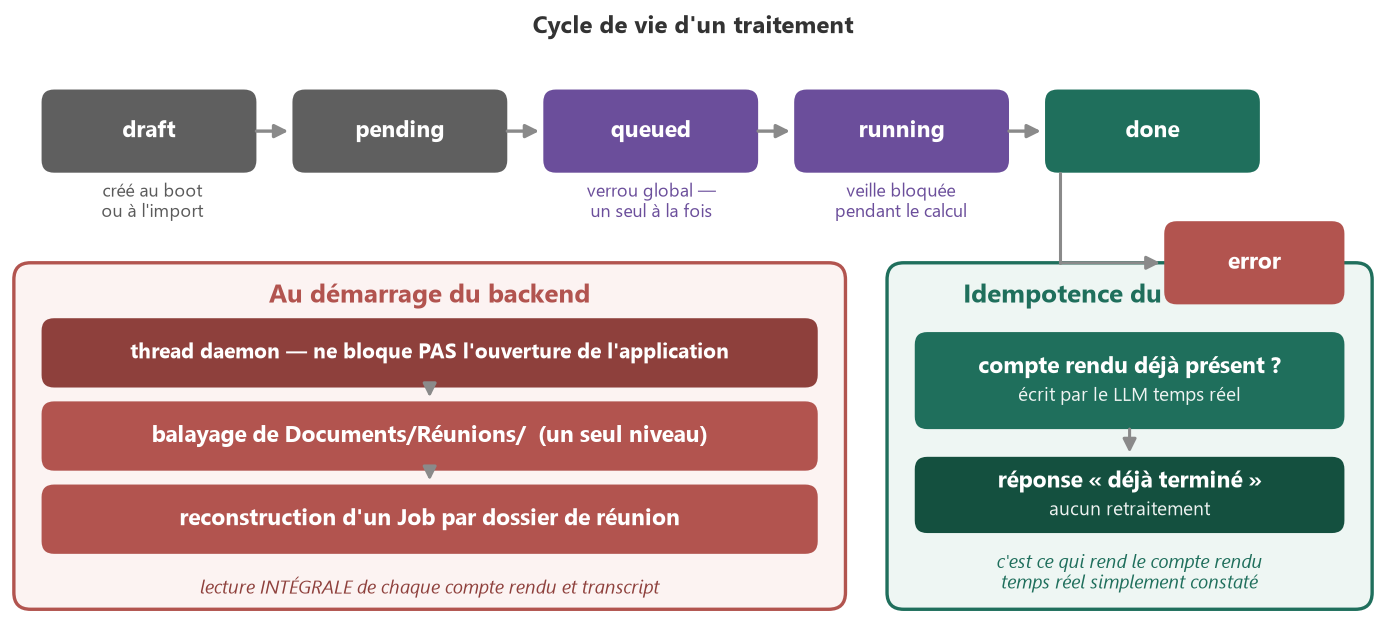 Cycle de vie d'un traitement
draft
pending
queued
running
done
créé au boot
ou à l'import
verrou global —
un seul à la fois
veille bloquée
pendant le calcul
error
Au démarrage du backend
thread daemon — ne bloque PAS l'ouverture de l'application
balayage de Documents/Réunions/ (un seul niveau)
reconstruction d'un Job par dossier de réunion
lecture INTÉGRALE de chaque compte rendu et transcript
Idempotence du
compte rendu déjà présent ?
écrit par le LLM temps réel
réponse « déjà terminé »
aucun retraitement
c'est ce qui rend le compte rendu
temps réel simplement constaté